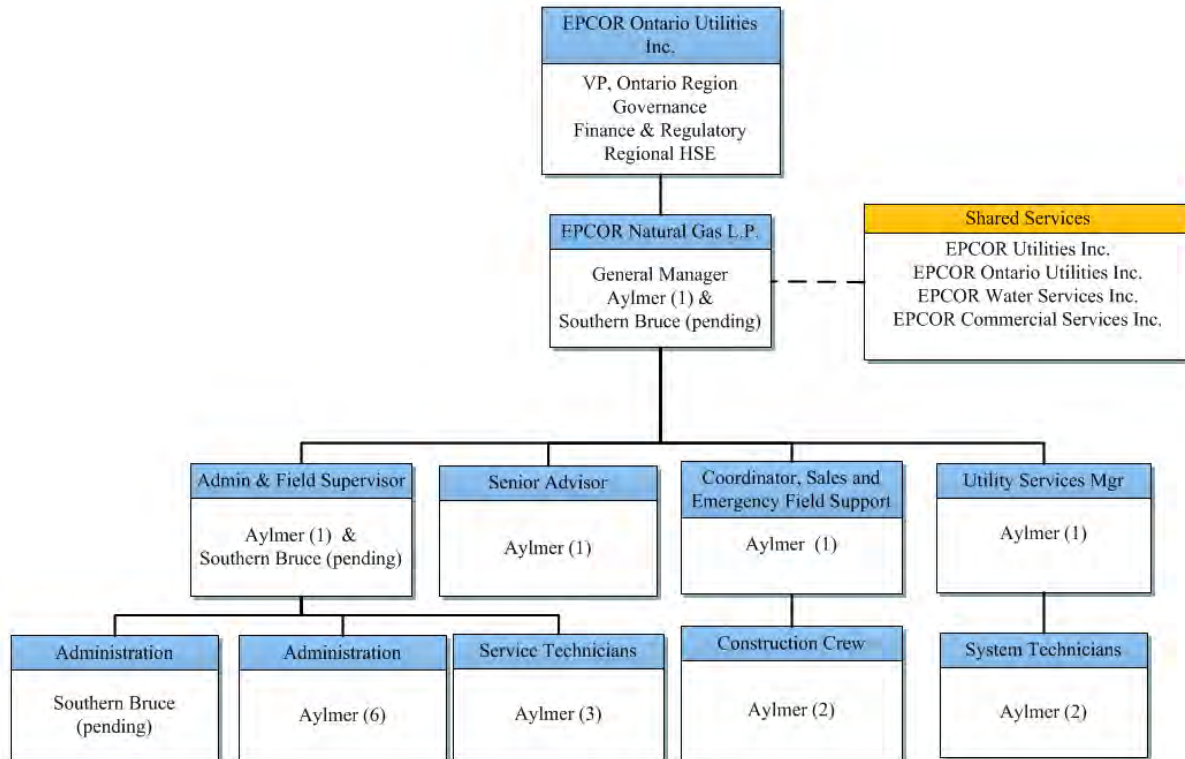 EPCOR Ontario Utilities
Inc.
VP, Ontario Region
Governance
Finance & Regulatory
Regional HSE
EPCOR Natural Gas L.P.
General Manager
Aylmer (1) &
Southern Bruce (pending)
Shared Services
EPCOR Utilities Inc.
EPCOR Ontario Utilities Inc.
EPCOR Water Services Inc.
EPCOR Commercial Services Inc.
Admin & Field Supervisor
Aylmer (1) &
Southern Bruce (pending)
Senior Advisor
Aylmer (1)
Coordinator, Sales and
Emergency Field Support
Aylmer (1)
Utility Services Mgr
Aylmer (1)
Administration
Southern Bruce
(pending)
Administration
Aylmer (6)
Service Technicians
Aylmer (3)
Construction Crew
Aylmer (2)
System Technicians
Aylmer (2)